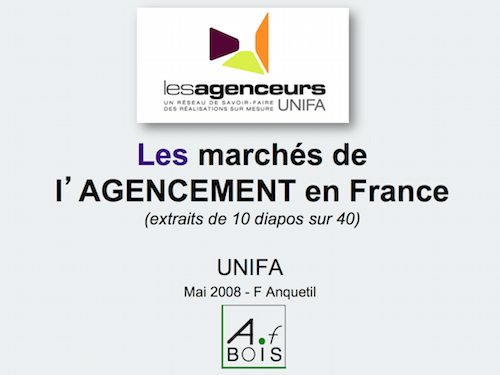 lesagenceurs
UN RÉSEAU DE SAVOIR-FAIRE
DES RÉALISATIONS SUR MESURE UNIFA
Les marchés de
l’AGENCEMENT en France
(extraits de 10 diapos sur 40)
UNIFA
Mai 2008 - F Anquetil
A.f
BOIS